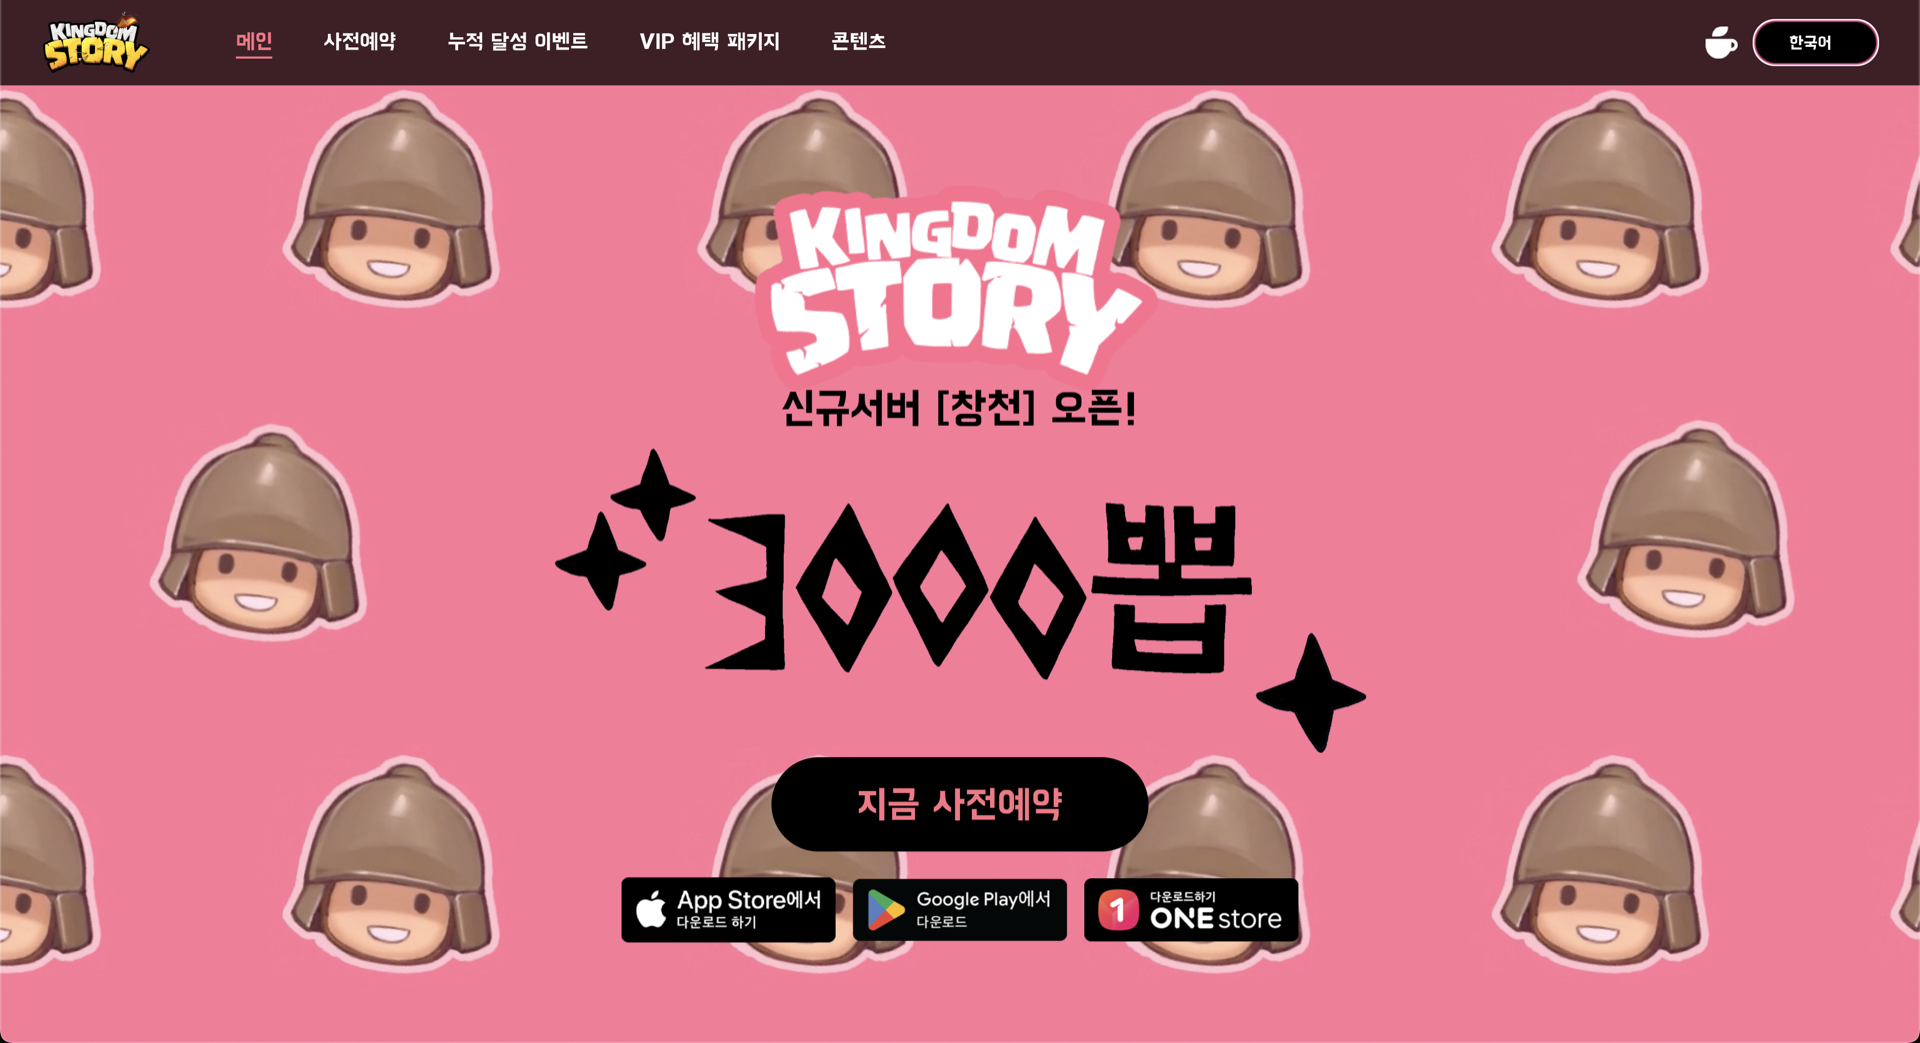 KINGDOM
STORY
메인 사전예약 누적 달성 이벤트 VIP 혜택 패키지 콘텐츠
한국어
KINGDOM
STORY
신규서버 [창천] 오픈!
3000뽑
지금 사전예약
App Store에서
다운로드 하기
Google Play에서
다운로드
다운로드하기
ONE store